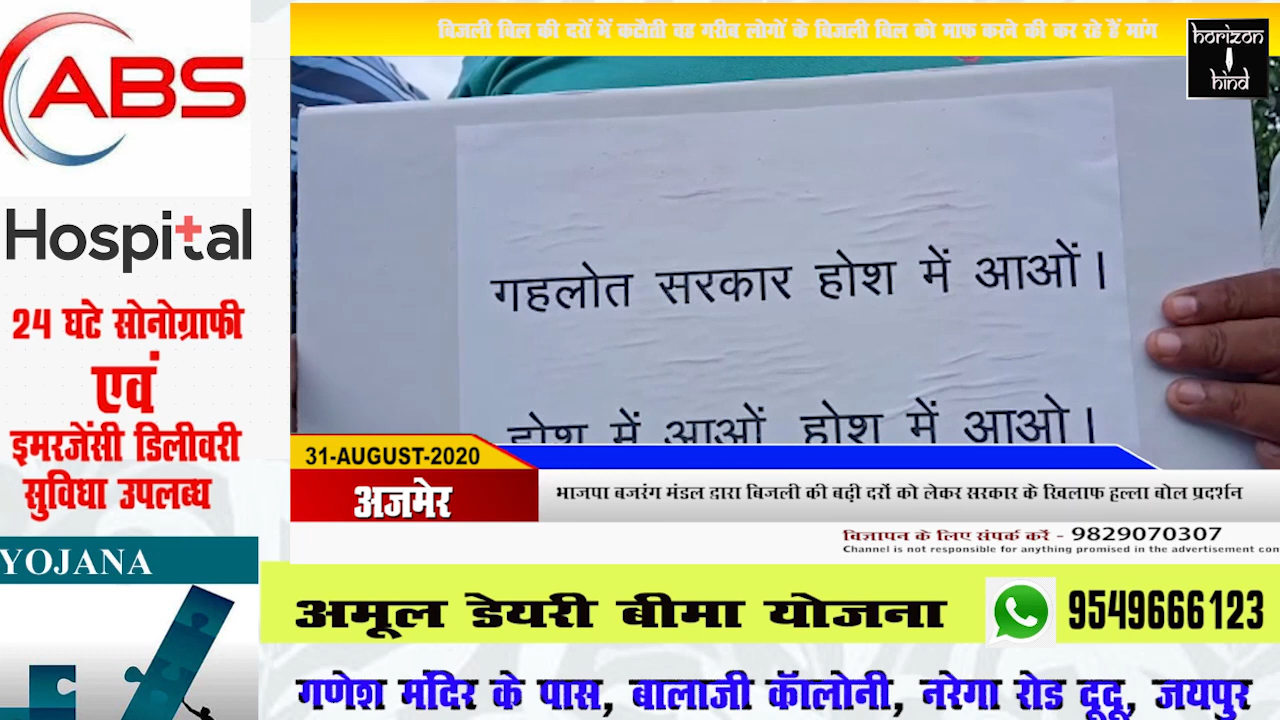 ABS
Hospital
24 घटे सोनोग्राफी
एवं
इमरजेंसी डिलीवरी
सुविधा उपलब्ध
YOJANA
बिजली बिल की दरों में कटौती वह गरीब लोगों के बिजली बिल को माफ करने की कर रहे हैं मांग
horizon
hind
गहलोत सरकार होश में आओं।
होश में आओं होश में आओ।
31-AUGUST-2020
अजमेर
भाजपा बजरंग मंडल द्वारा बिजली की बढ़ी दरों को लेकर सरकार के खिलाफ हल्ला बोल प्रदर्शन
विज्ञापन के लिए संपर्क करें - 9829070307
Channel is not responsible for anything promised in the advertisement con
अमूल डेयरी बीमा योजना
9549666123
गणेश मंदिर के पास, बालाजी कॅालोनी, नरेगा रोड दूदू, जयपुर